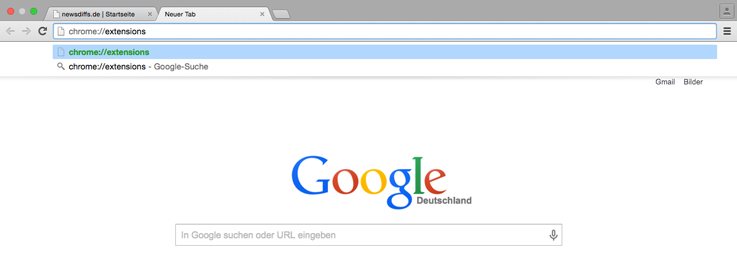 newsdiffs.de | Startseite
Neuer Tab
chrome://extensions
chrome://extensions
chrome://extensions - Google-Suche
Gmail Bilder
Google
Deutschland
In Google suchen oder URL eingeben